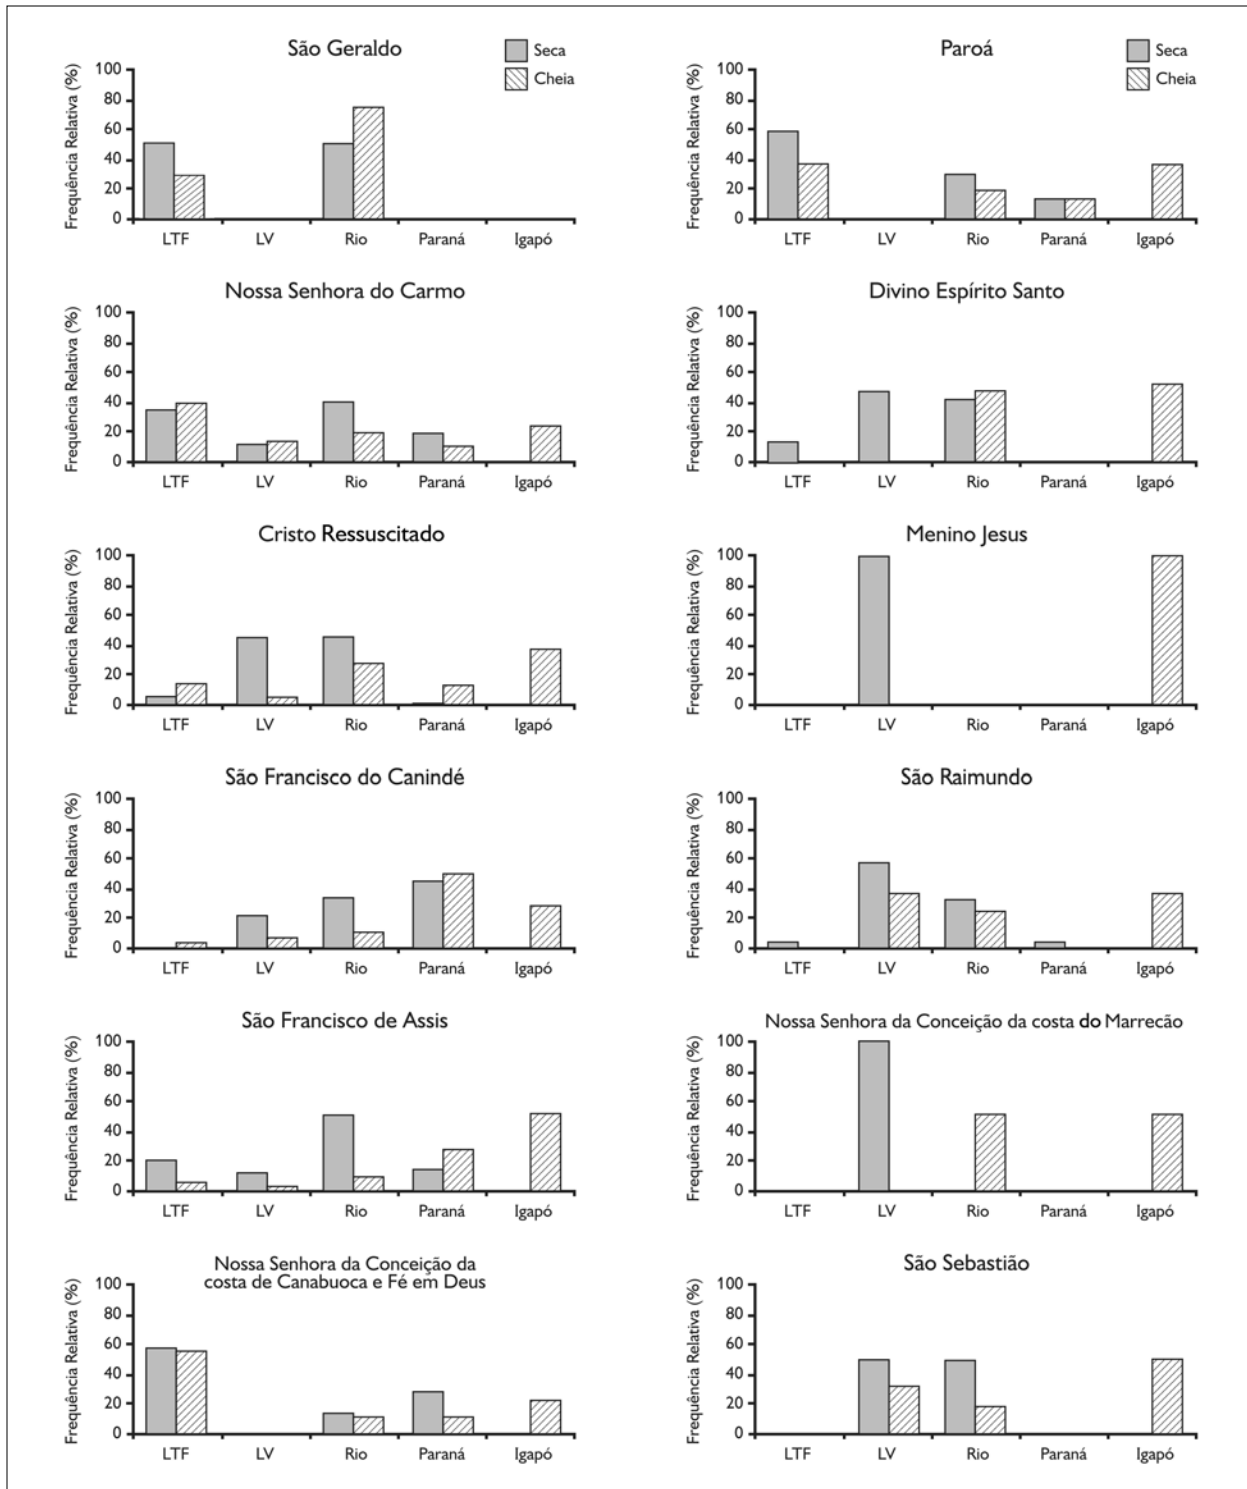 São Geraldo
Seca
Cheia
Frequência Relativa (%)
100
80
60
40
20
0
LTF LV Rio Paraná Igapó
Paroá
Seca
Cheia
Frequência Relativa (%)
100
80
60
40
20
0
LTF LV Rio Paraná Igapó
Nossa Senhora do Carmo
Frequência Relativa (%)
100
80
60
40
20
0
LTF LV Rio Paraná Igapó
Divino Espírito Santo
Frequência Relativa (%)
100
80
60
40
20
0
LTF LV Rio Paraná Igapó
Cristo Ressuscitado
Frequência Relativa (%)
100
80
60
40
20
0
LTF LV Rio Paraná Igapó
Menino Jesus
Frequência Relativa (%)
100
80
60
40
20
0
LTF LV Rio Paraná Igapó
São Francisco do Canindé
Frequência Relativa (%)
100
80
60
40
20
0
LTF LV Rio Paraná Igapó
São Raimundo
Frequência Relativa (%)
100
80
60
40
20
0
LTF LV Rio Paraná Igapó
São Francisco de Assis
Frequência Relativa (%)
100
80
60
40
20
0
LTF LV Rio Paraná Igapó
Nossa Senhora da Conceição da costa do Marrecão
Frequência Relativa (%)
100
80
60
40
20
0
LTF LV Rio Paraná Igapó
Nossa Senhora da Conceição da
costa de Canabuoca e Fé em Deus
Frequência Relativa (%)
100
80
60
40
20
0
LTF LV Rio Paraná Igapó
São Sebastião
Frequência Relativa (%)
100
80
60
40
20
0
LTF LV Rio Paraná Igapó